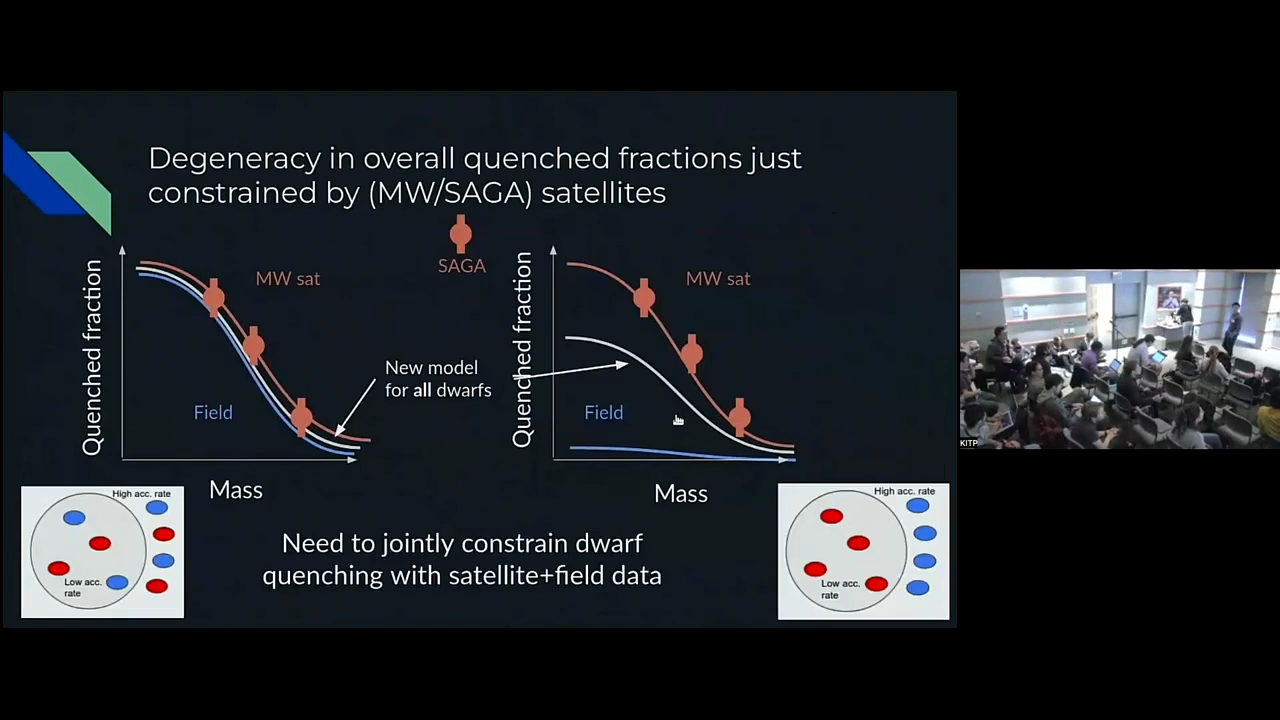 Degeneracy in overall quenched fractions just
constrained by (MW/SAGA) satellites
Quenched fraction
MW sat
Field
Mass
SAGA
New model
for all dwarfs
Quenched fraction
MW sat
Field
Mass
High acc. rate
Low acc.
rate
Need to jointly constrain dwarf
quenching with satellite+field data
High acc. rate
Low acc.
rate
KITP